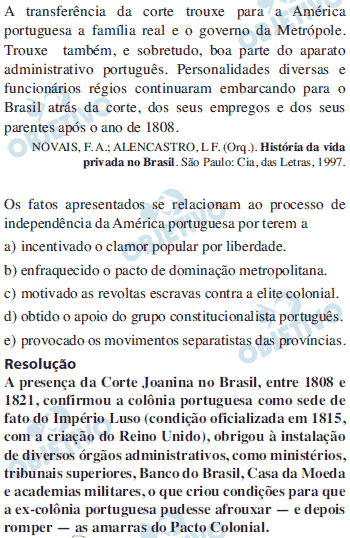 A transferência da corte trouxe para a América
portuguesa a família real e o governo da Metrópole.
Trouxe também, e sobretudo, boa parte do aparato
administrativo português. Personalidades diversas e
funcionários régios continuaram embarcando para o
Brasil atrás da corte, dos seus empregos e dos seus
parentes após o ano de 1808.
NOVAIS, F. A.; ALENCASTRO, L F. (Orq.). História da vida
privada no Brasil. São Paulo: Cia, das Letras, 1997.
Os fatos apresentados se relacionam ao processo de
independência da América portuguesa por terem a
a) incentivado o clamor popular por liberdade.
b) enfraquecido o pacto de dominação metropolitana.
c) motivado as revoltas escravas contra a elite colonial.
d) obtido o apoio do grupo constitucionalista português.
e) provocado os movimentos separatistas das províncias.
Resolução
A presença da Corte Joanina no Brasil, entre 1808 e
1821, confirmou a colônia portuguesa como sede de
fato do Império Luso (condição oficializada em 1815,
com a criação do Reino Unido), obrigou à instalação
de diversos órgãos administrativos, como ministérios,
tribunais superiores, Banco do Brasil, Casa da Moeda
e academias militares, o que criou condições para que
a ex-colônia portuguesa pudesse afrouxar — e depois
romper — as amarras do Pacto Colonial.
OBJETIVO
OBJETIVO
OBJETIVO
OBJETIVO
OBJETIVO
OBJETIVO